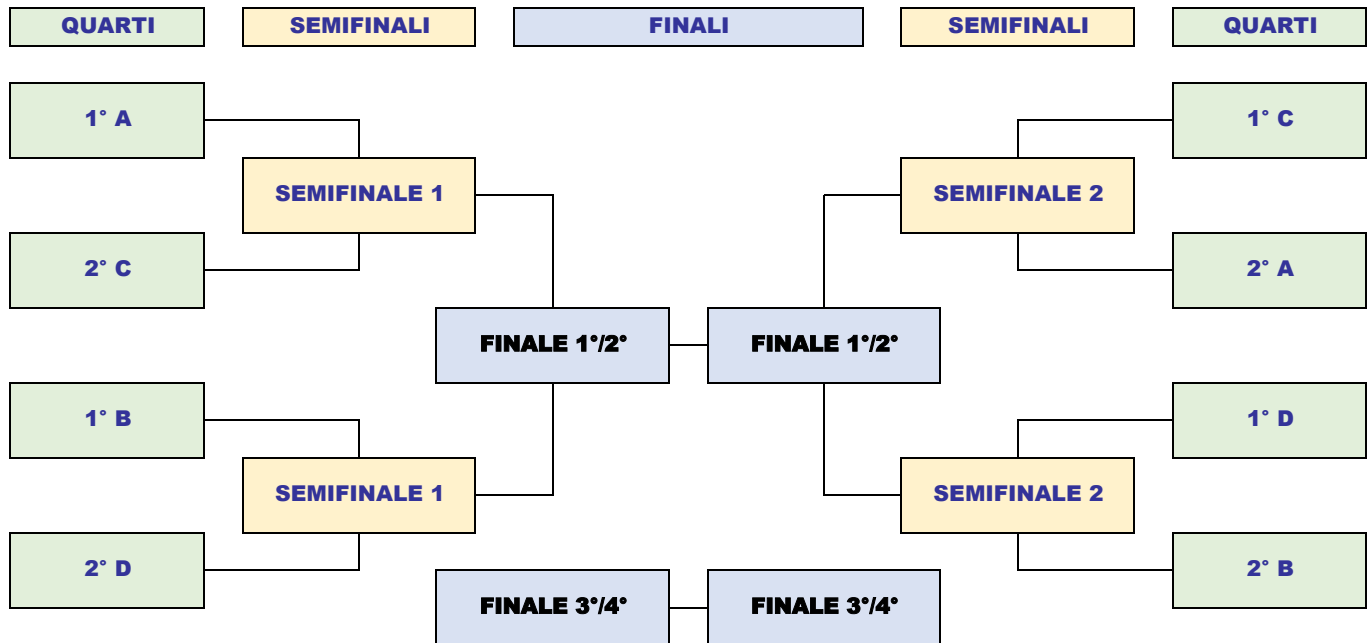 QUARTI SEMIFINALI FINALI SEMIFINALI QUARTI
1° A 1° C
SEMIFINALE 1 SEMIFINALE 2
2° C 2° A
FINALE 1°/2° FINALE 1°/2°
1° B 1° D
SEMIFINALE 1 SEMIFINALE 2
2° D 2° B
FINALE 3°/4° FINALE 3°/4°